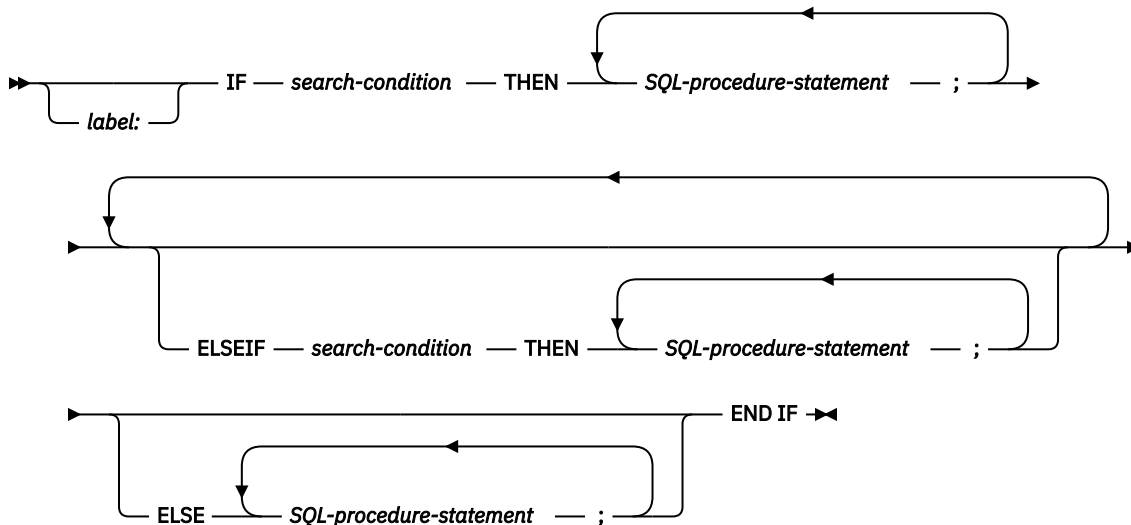 IF search-condition THEN SQL-procedure-statement ;
label:
ELSEIF search-condition THEN SQL-procedure-statement ;
END IF
ELSE SQL-procedure-statement ;